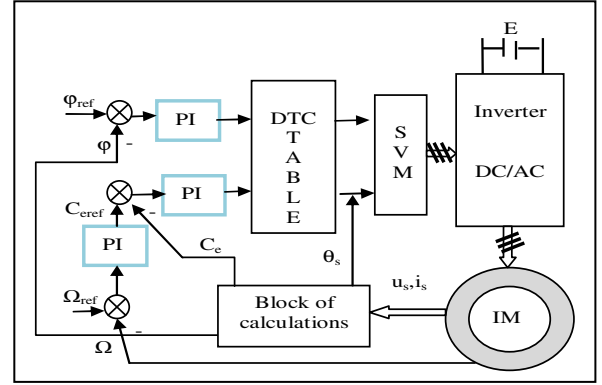 E
φref
PI
DTC
T
A
B
L
E
S
V
M
Inverter
DC/AC
φ
-
PI
Ceref
-
PI
Ce
θs
Ωref
Block of
calculations
us,is
IM
-
Ω